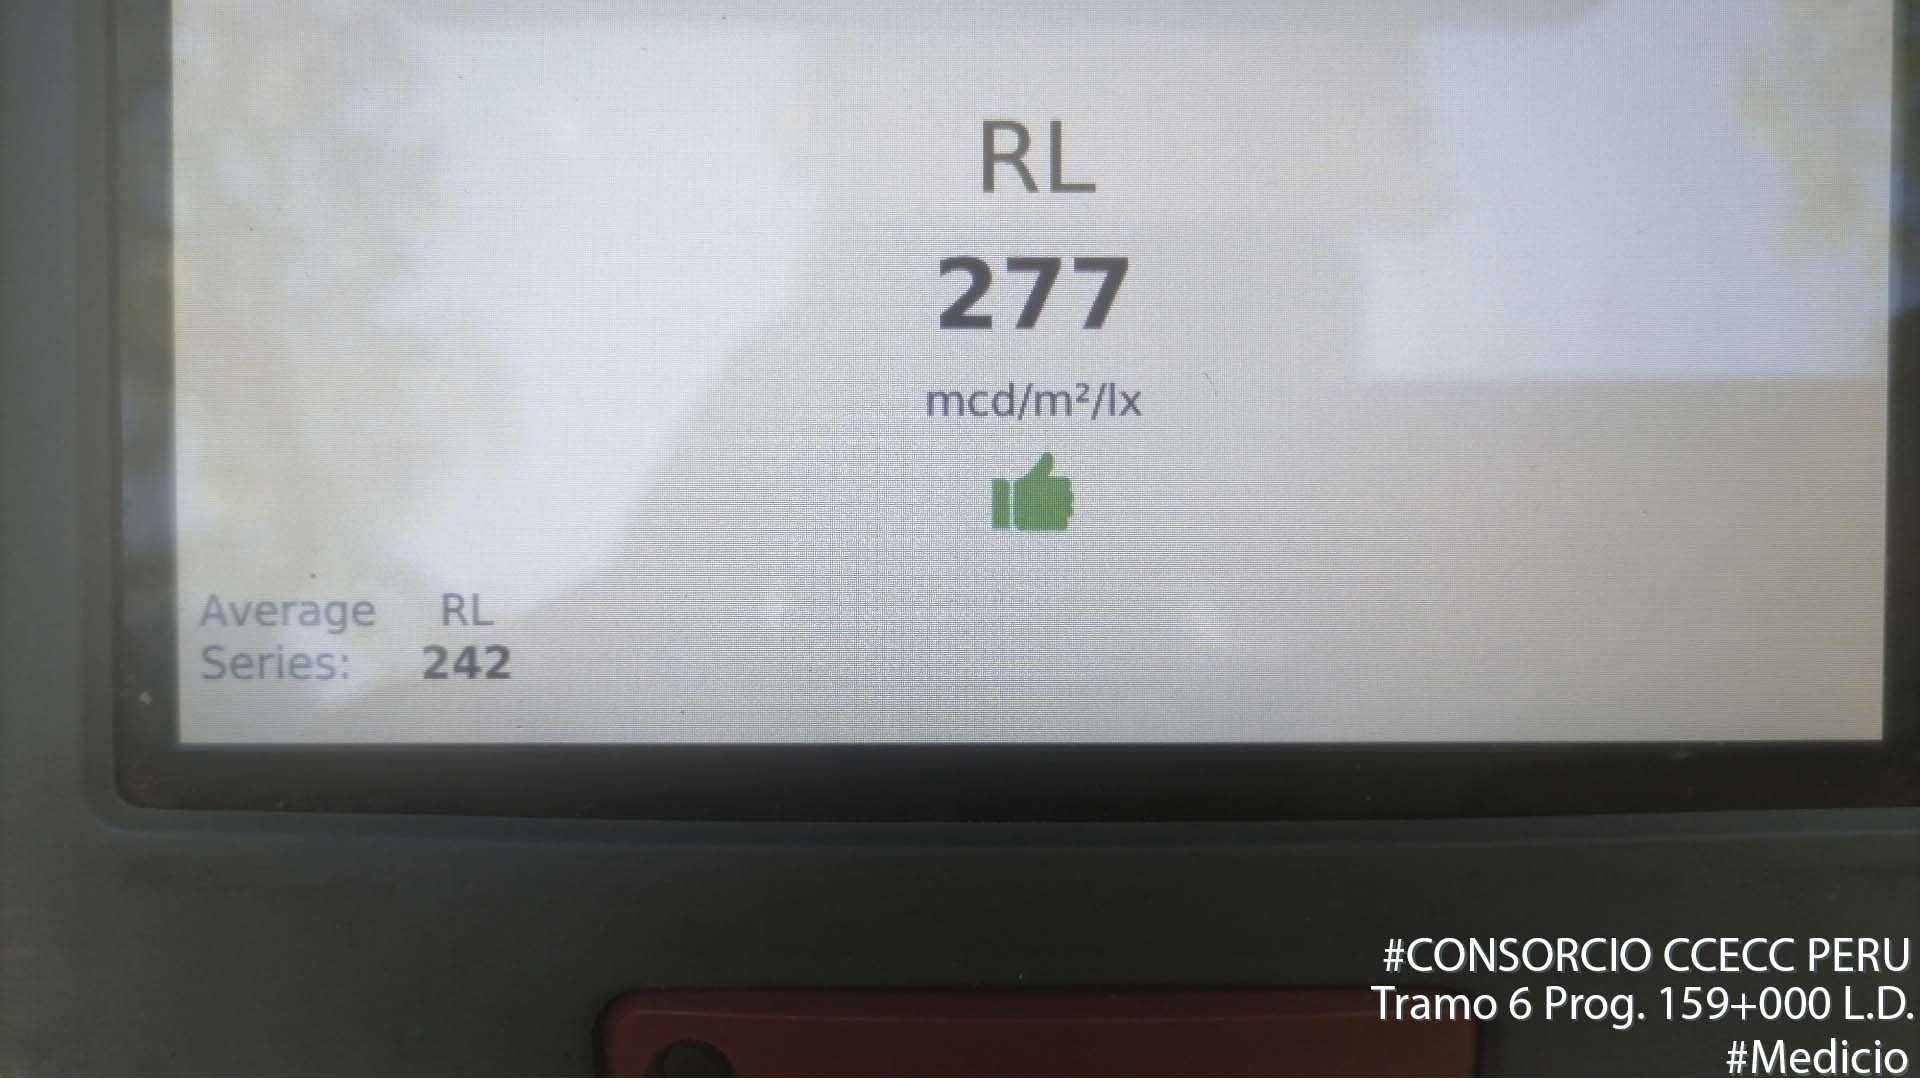 RL
277
mcd/m²/lx
Average RL
Series: 242
#CONSORCIO CCECC PERU
Tramo 6 Prog. 159+000 L.D.
#Medicio